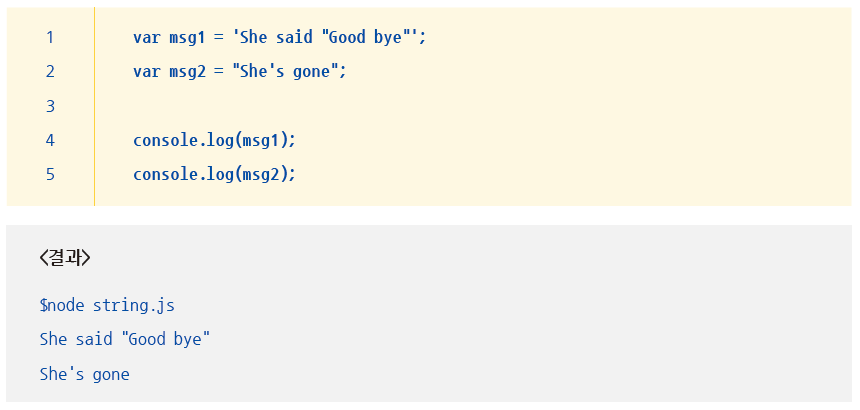 1 var msg1 = 'She said "Good bye"';
2 var msg2 = "She's gone";
3
4 console.log(msg1);
5 console.log(msg2);
<결과>
$node string.js
She said "Good bye"
She's gone